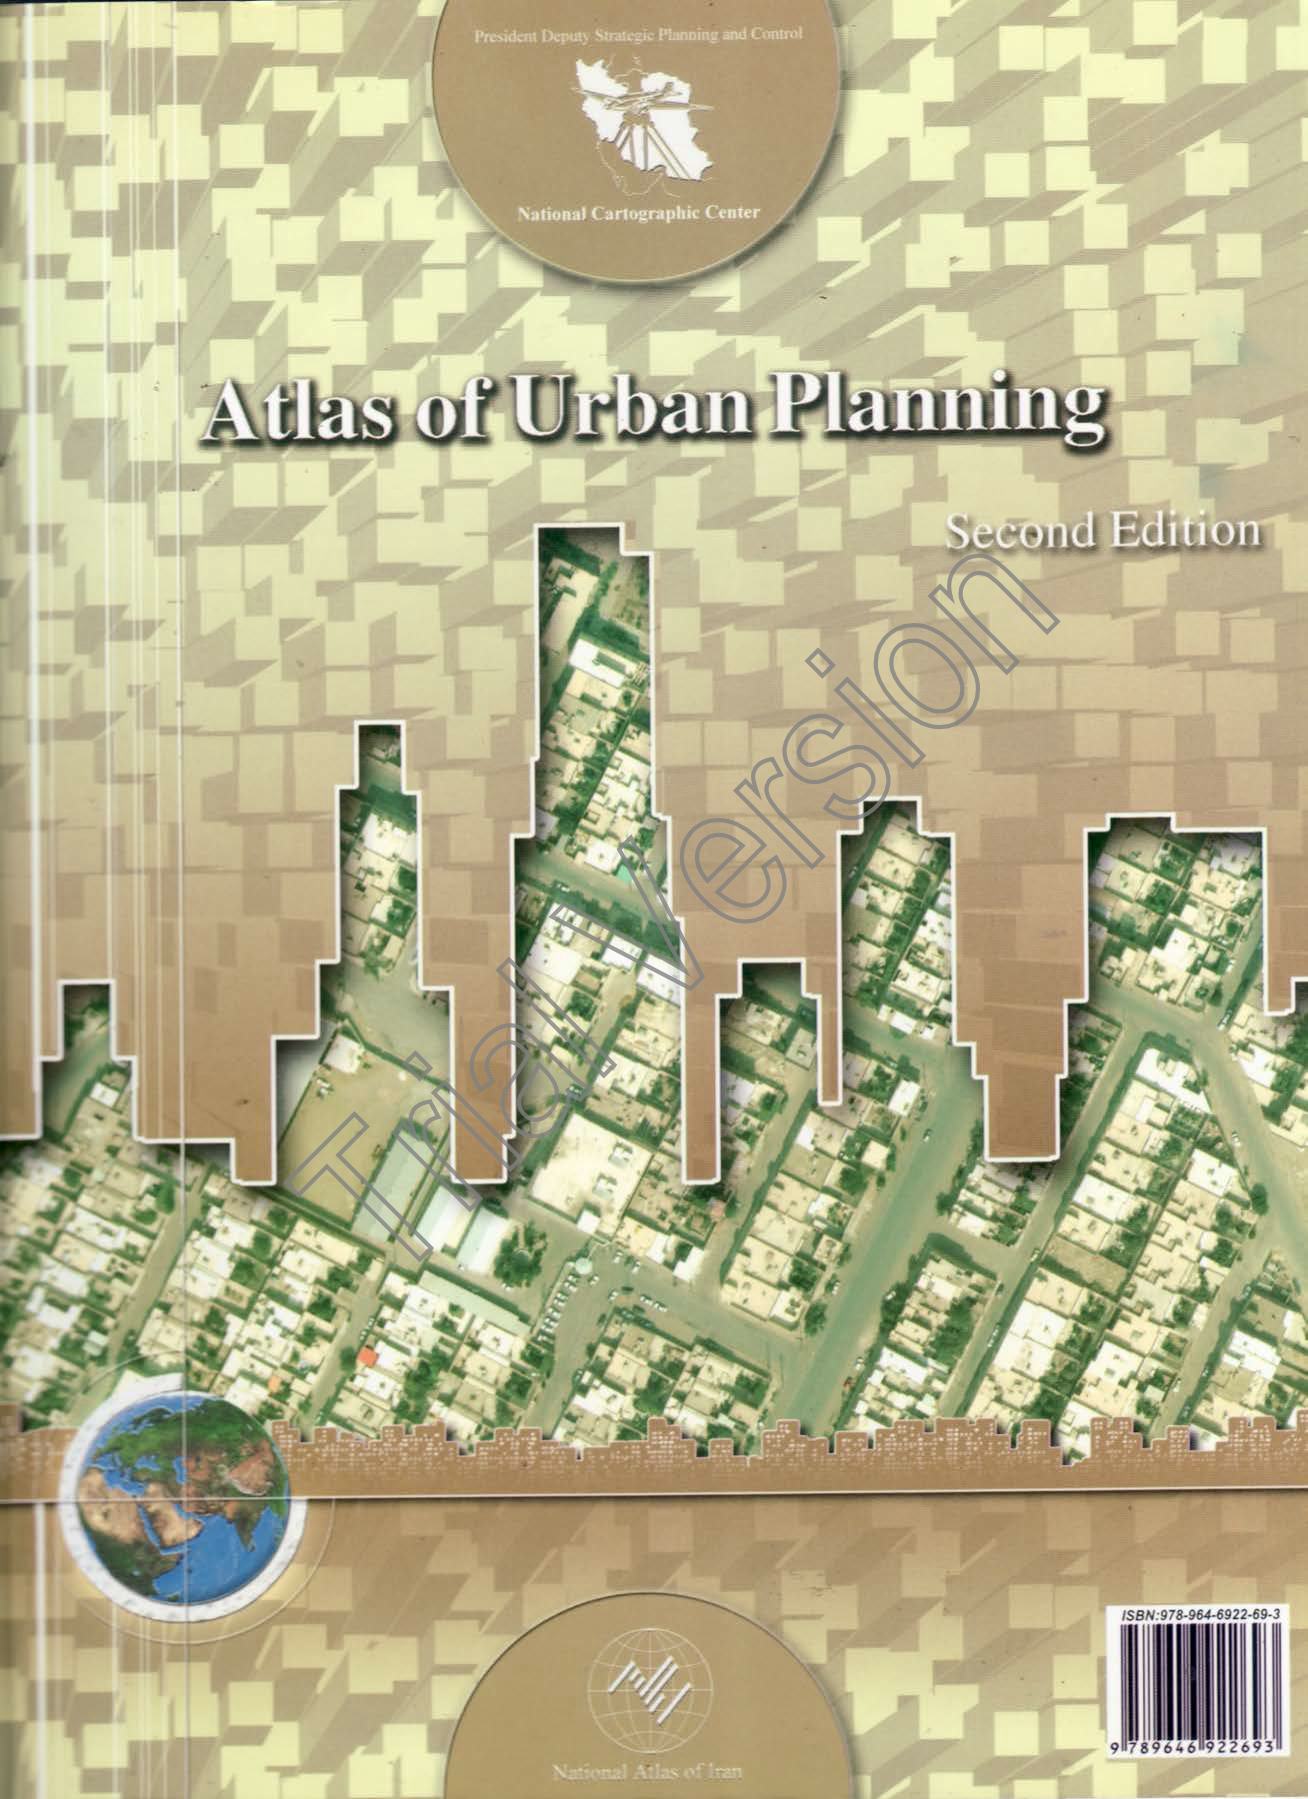 President Deputy Strategic Planning and Control
National Cartographic Center
Atlas of Urban Planning
Second Edition
Trial Version
ISBN:978-964-6922-69-3
9 789646 922693
National Atlas of Iran